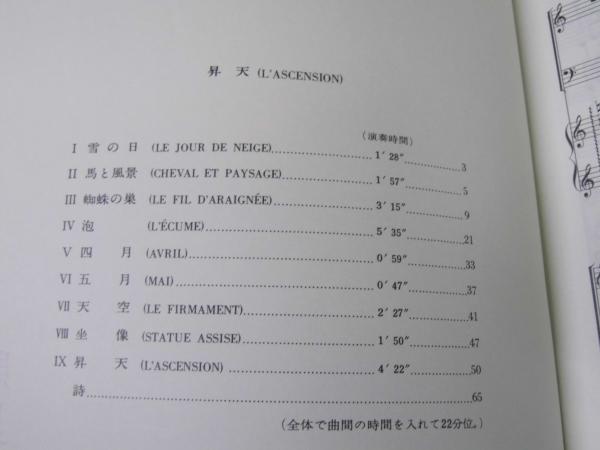 昇 天 (L'ASCENSION)
(演奏時間)
I 雪の日 (LE JOUR DE NEIGE)........................ 1′ 28″ ............... 3
II 馬と風景 (CHEVAL ET PAYSAGE)........................ 1′ 57″ ............... 5
III 蜘蛛の巣 (LE FIL D'ARAIGNÉE)........................ 3′ 15″ ............... 9
IV 泡 (L'ÉCUME)........................ 5′ 35″ ............... 21
V 四 月 (AVRIL)........................ 0′ 59″ ............... 33
VI 五 月 (MAI)........................ 0′ 47″ ............... 37
VII 天 空 (LE FIRMAMENT)........................ 2′ 27″ ............... 41
VIII 坐 像 (STATUE ASSISE)........................ 1′ 50″ ............... 47
IX 昇 天 (L'ASCENSION) ........................ 4′ 22″ ............... 50
詩........................ 65
(全体で曲間の時間を入れて22分位。)